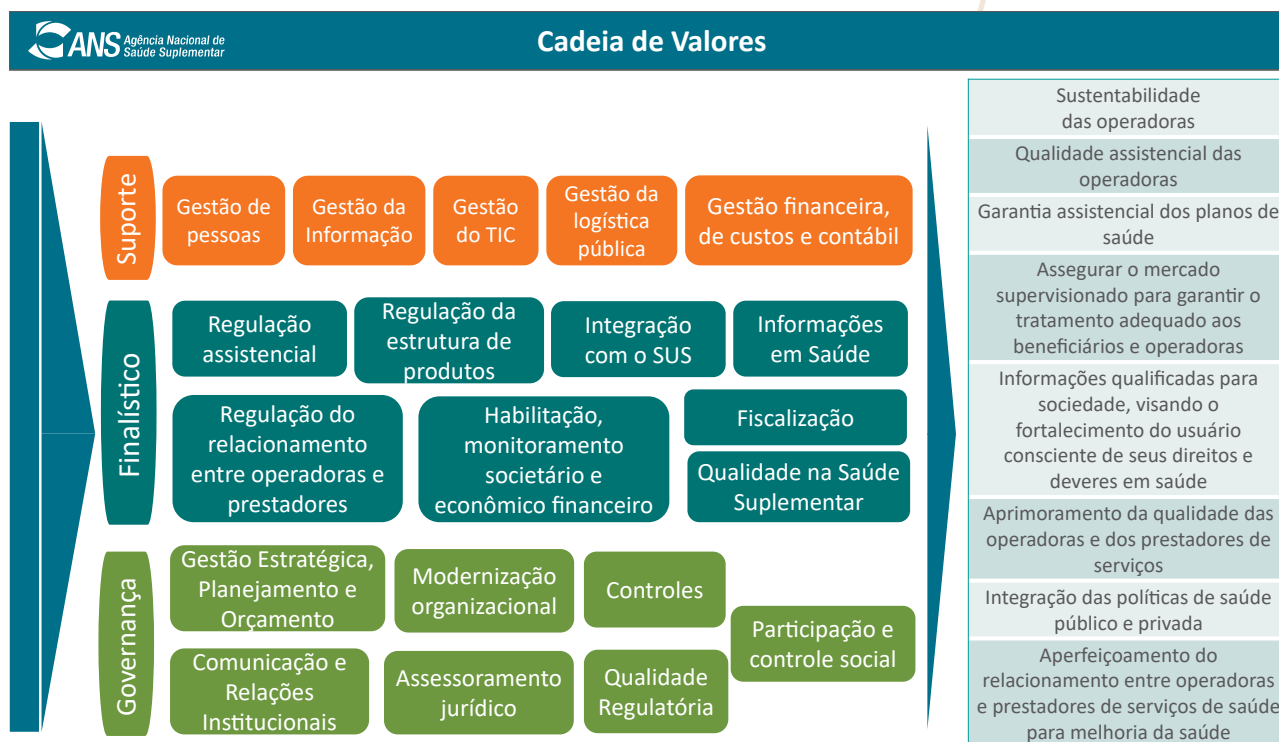 ANS Agência Nacional de
Saúde Suplementar
Cadeia de Valores
Suporte
Gestão de
pessoas
Gestão da
Informação
Gestão
do TIC
Gestão da
logística
pública
Gestão financeira,
de custos e contábil
Finalístico
Regulação
assistencial
Regulação da
estrutura de
produtos
Integração
com o SUS
Informações
em Saúde
Regulação do
relacionamento
entre operadoras e
prestadores
Habilitação,
monitoramento
societário e
econômico financeiro
Fiscalização
Qualidade na Saúde
Suplementar
Governança
Gestão Estratégica,
Planejamento e
Orçamento
Modernização
organizacional
Controles
Participação e
controle social
Comunicação e
Relações
Institucionais
Assessoramento
jurídico
Qualidade
Regulatória
Sustentabilidade
das operadoras
Qualidade assistencial das
operadoras
Garantia assistencial dos planos de
saúde
Assegurar o mercado
supervisionado para garantir o
tratamento adequado aos
beneficiários e operadoras
Informações qualificadas para
sociedade, visando o
fortalecimento do usuário
consciente de seus direitos e
deveres em saúde
Aprimoramento da qualidade das
operadoras e dos prestadores de
serviços
Integração das políticas de saúde
público e privada
Aperfeiçoamento do
relacionamento entre operadoras
e prestadores de serviços de saúde
para melhoria da saúde